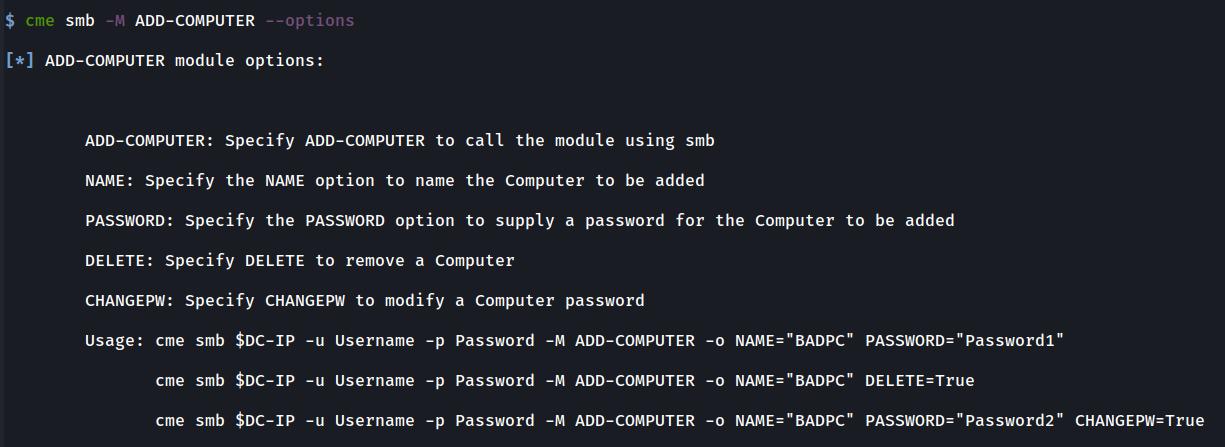 $ cme smb -M ADD-COMPUTER --options
[*] ADD-COMPUTER module options:
ADD-COMPUTER: Specify ADD-COMPUTER to call the module using smb
NAME: Specify the NAME option to name the Computer to be added
PASSWORD: Specify the PASSWORD option to supply a password for the Computer to be added
DELETE: Specify DELETE to remove a Computer
CHANGEPW: Specify CHANGEPW to modify a Computer password
Usage: cme smb $DC-IP -u Username -p Password -M ADD-COMPUTER -o NAME="BADPC" PASSWORD="Password1"
cme smb $DC-IP -u Username -p Password -M ADD-COMPUTER -o NAME="BADPC" DELETE=True
cme smb $DC-IP -u Username -p Password -M ADD-COMPUTER -o NAME="BADPC" PASSWORD="Password2" CHANGEPW=True